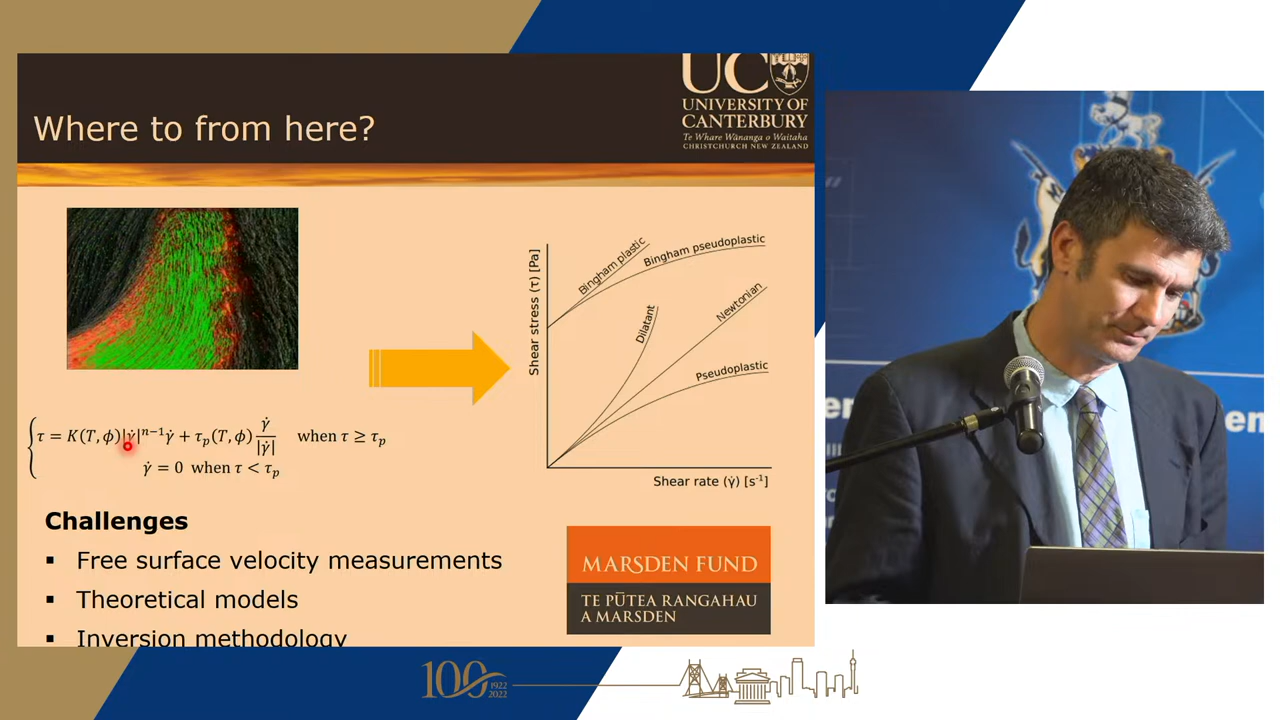 UC
UNIVERSITY OF
CANTERBURY
Te Whare Wānanga o Waitaha
CHRISTCHURCH NEW ZEALAND
Where to from here?
Shear stress (τ) [Pa]
Bingham plastic
Bingham pseudoplastic
Dilatant
Newtonian
Pseudoplastic
Shear rate (γ̇) [s⁻¹]
τ = K(T, ϕ)|γ̇|ⁿ⁻¹γ̇ + τₚ(T, ϕ) γ̇/|γ̇| when τ ≥ τₚ
γ̇ = 0 when τ < τₚ
Challenges
▪ Free surface velocity measurements
▪ Theoretical models
▪ Inversion methodology
MARSDEN FUND
TE PŪTEA RANGAHAU
A MARSDEN
100
1922
2022
en